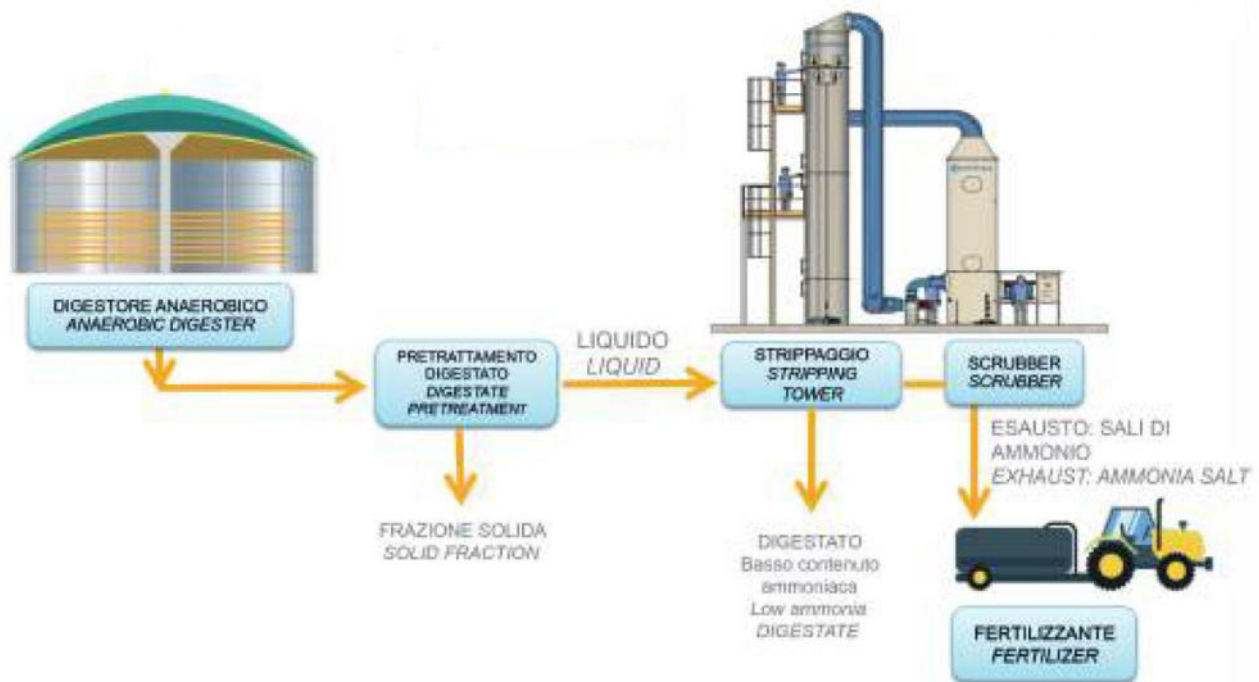 DIGESTORE ANAEROBICO
ANAEROBIC DIGESTER
PRETRATTAMENTO
DIGESTATO
DIGESTATE
PRETREATMENT
LIQUIDO
LIQUID
STRIPPAGGIO
STRIPPING
TOWER
SCRUBBER
SCRUBBER
ESAUSTO: SALI DI
AMMONIO
EXHAUST: AMMONIA SALT
FRAZIONE SOLIDA
SOLID FRACTION
DIGESTATO
Basso contenuto
ammoniaca
Low ammonia
DIGESTATE
FERTILIZZANTE
FERTILIZER